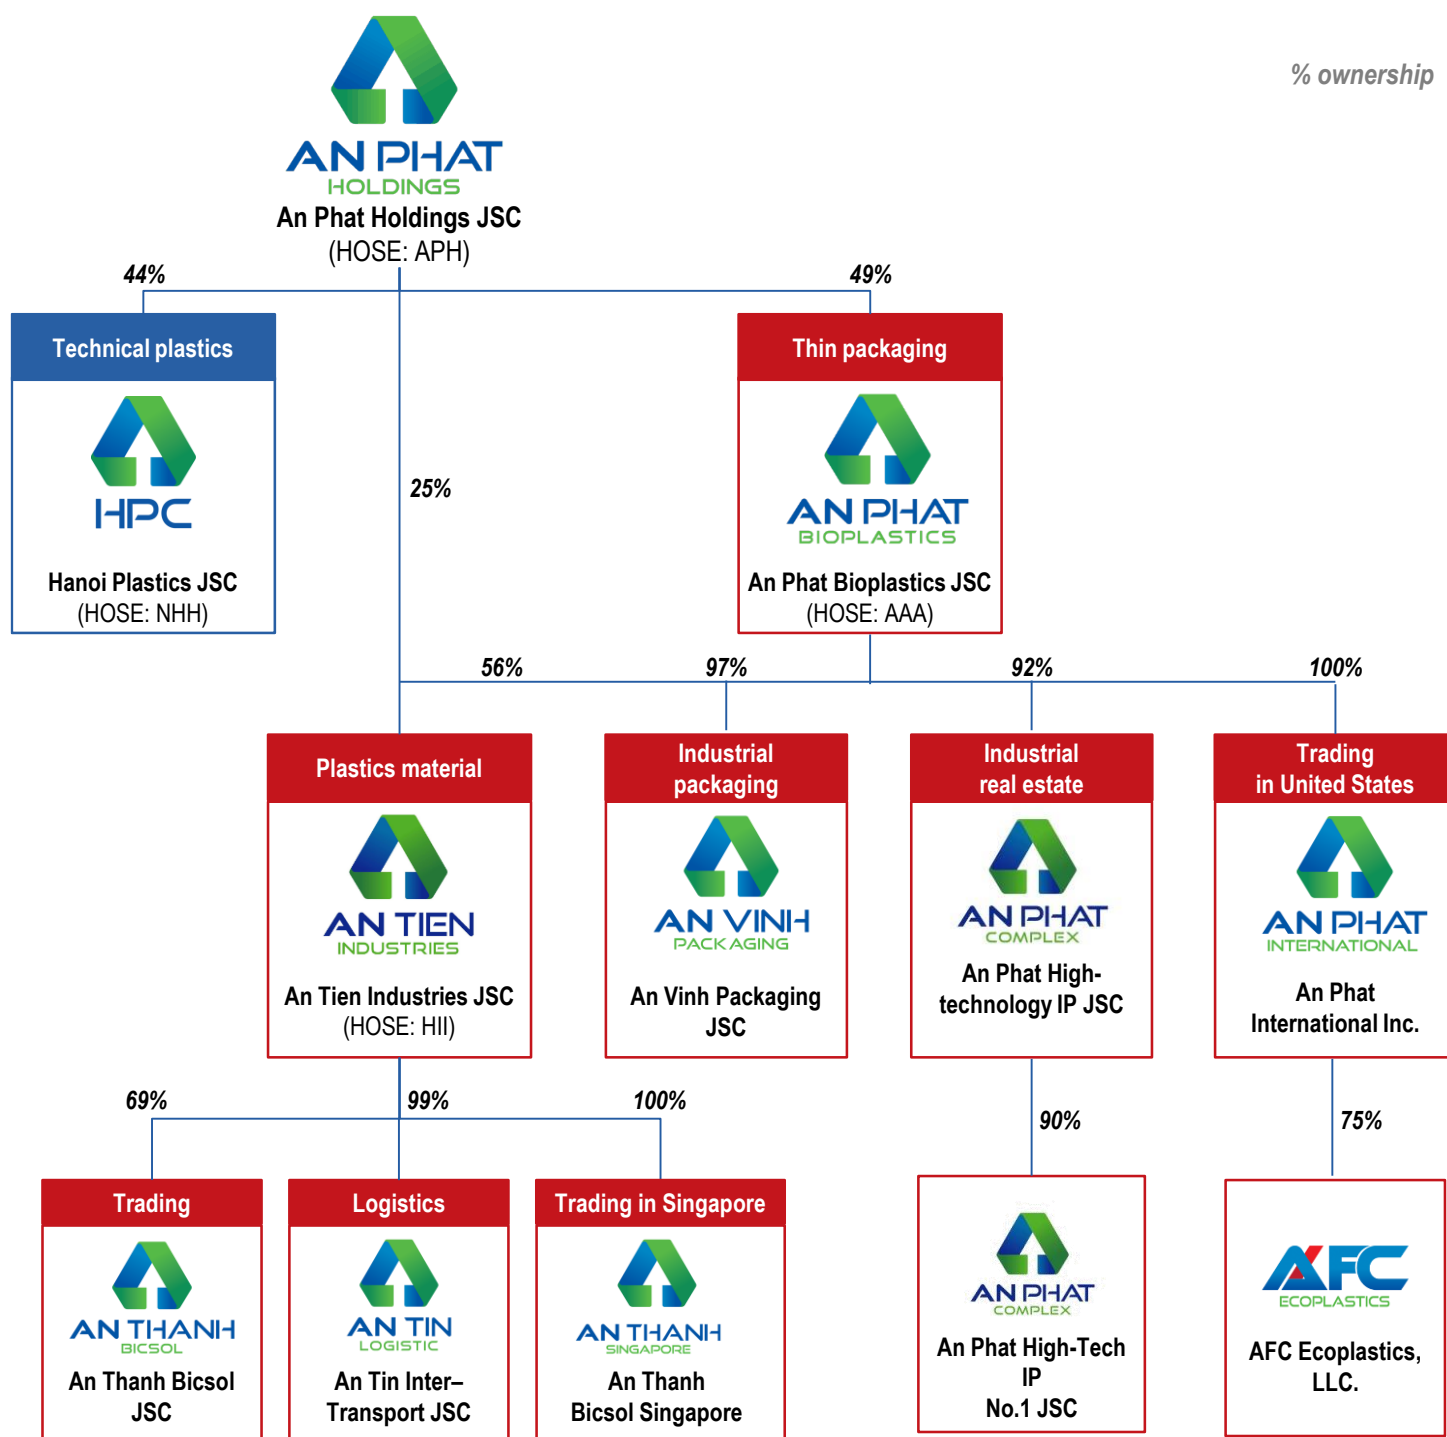 % ownership
AN PHAT
HOLDINGS
An Phat Holdings JSC
(HOSE: APH)
44%
49%
Technical plastics
HPC
Hanoi Plastics JSC
(HOSE: NHH)
25%
Thin packaging
AN PHAT
BIOPLASTICS
An Phat Bioplastics JSC
(HOSE: AAA)
56%
97%
92%
100%
Plastics material
AN TIEN
INDUSTRIES
An Tien Industries JSC
(HOSE: HII)
Industrial
packaging
AN VINH
PACKAGING
An Vinh Packaging
JSC
Industrial
real estate
AN PHAT
COMPLEX
An Phat High-
technology IP JSC
Trading
in United States
AN PHAT
INTERNATIONAL
An Phat
International Inc.
69%
99%
100%
90%
75%
Trading
AN THANH
BICSOL
An Thanh Bicsol
JSC
Logistics
AN TIN
LOGISTIC
An Tin Inter–
Transport JSC
Trading in Singapore
AN THANH
SINGAPORE
An Thanh
Bicsol Singapore
AN PHAT
COMPLEX
An Phat High-Tech
IP
No.1 JSC
AFC
ECOPLASTICS
AFC Ecoplastics,
LLC.